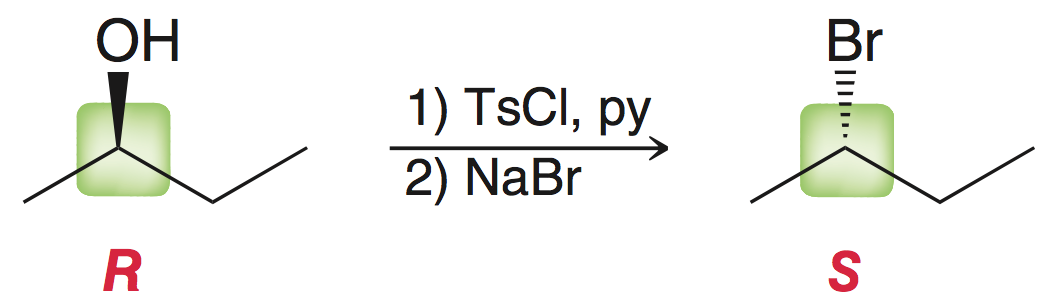 OH
1) TsCl, py
2) NaBr
Br
R
S